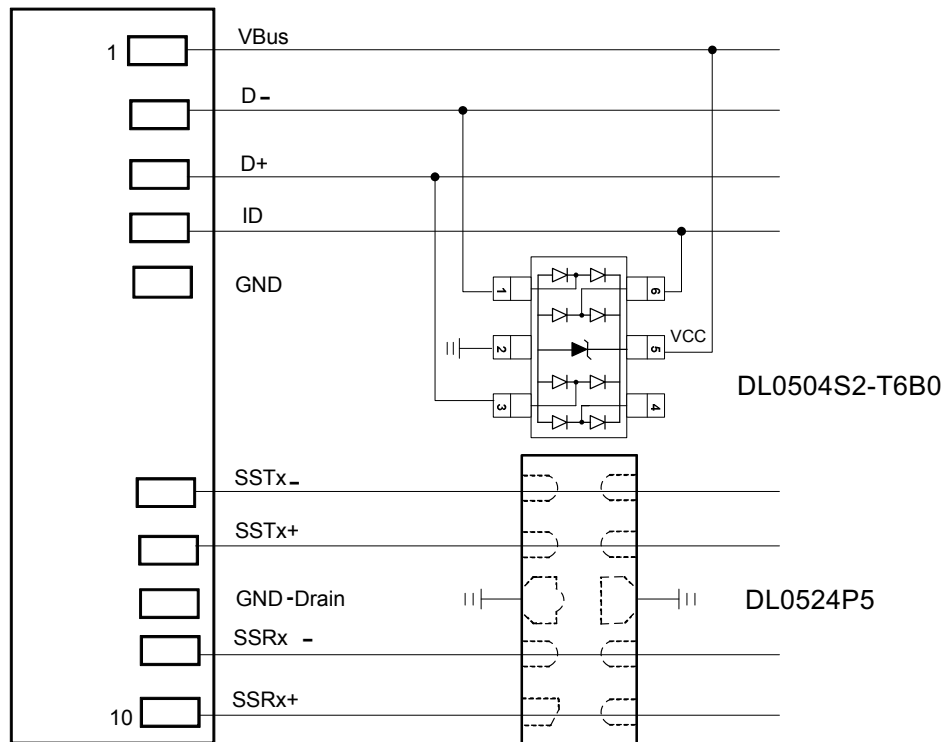 1
VBus
D-
D+
ID
GND
1
6
2
5
VCC
3
4
DL0504S2-T6B0
SSTx-
SSTx+
GND-Drain
DL0524P5
SSRx -
10
SSRx+